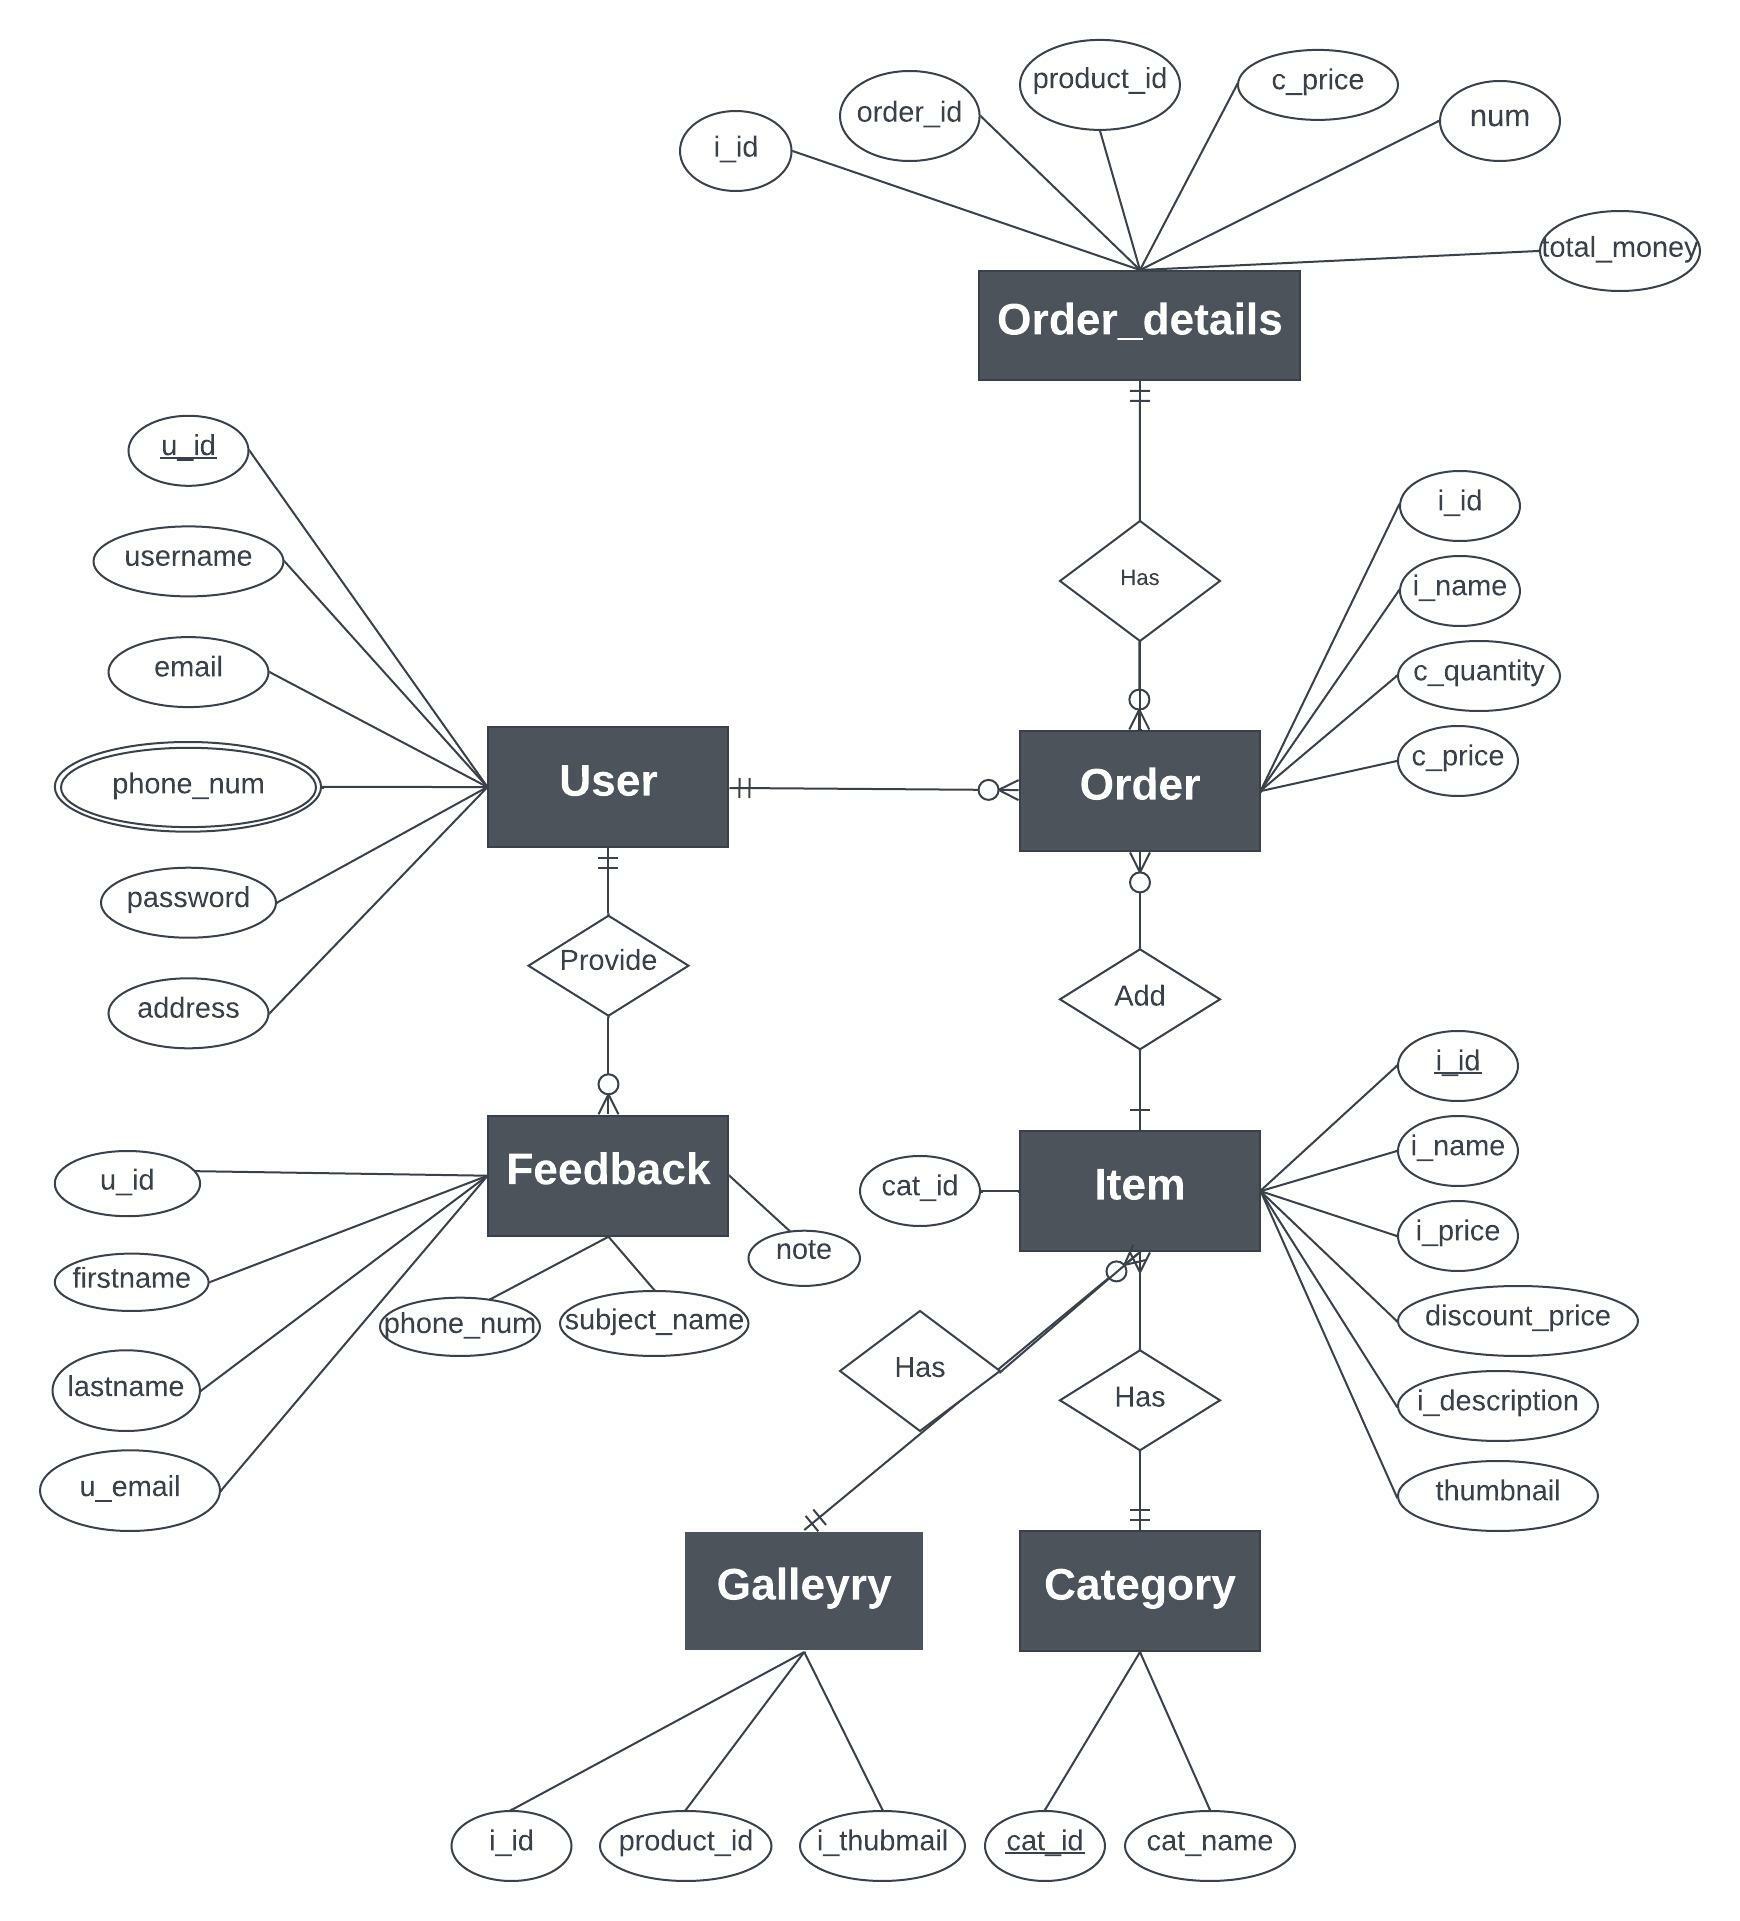 product_id
c_price
order_id
num
i_id
total_money
Order_details
u_id
i_id
username
Has
i_name
email
c_quantity
phone_num
User
Order
c_price
password
Provide
Add
address
i_id
Feedback
i_name
u_id
cat_id
Item
i_price
note
firstname
phone_num
subject_name
discount_price
lastname
Has
Has
i_description
u_email
thumbnail
Galleyry
Category
i_id
product_id
i_thubmail
cat_id
cat_name